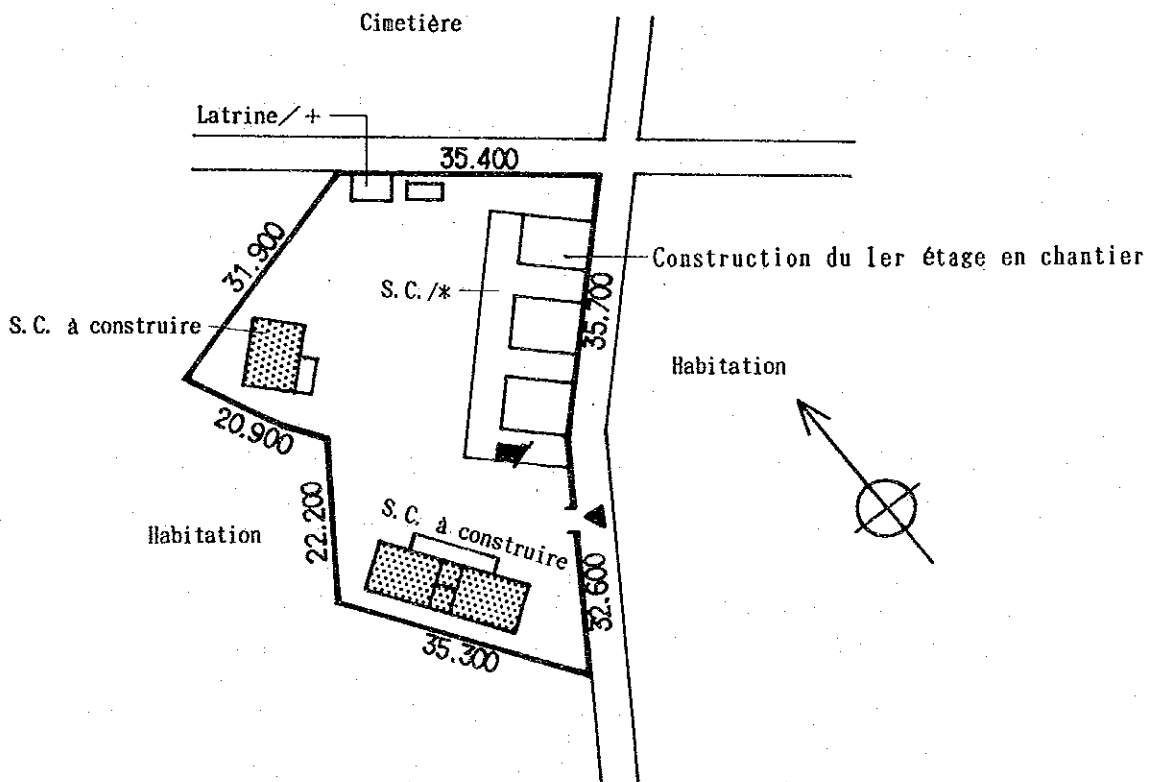 Cimetière
Latrine/+
35.400
31.900
Construction du 1er étage en chantier
S.C./*
35.700
S.C. à construire
Habitation
20.900
S.C. à construire
22.200
Habitation
32.600
35.300